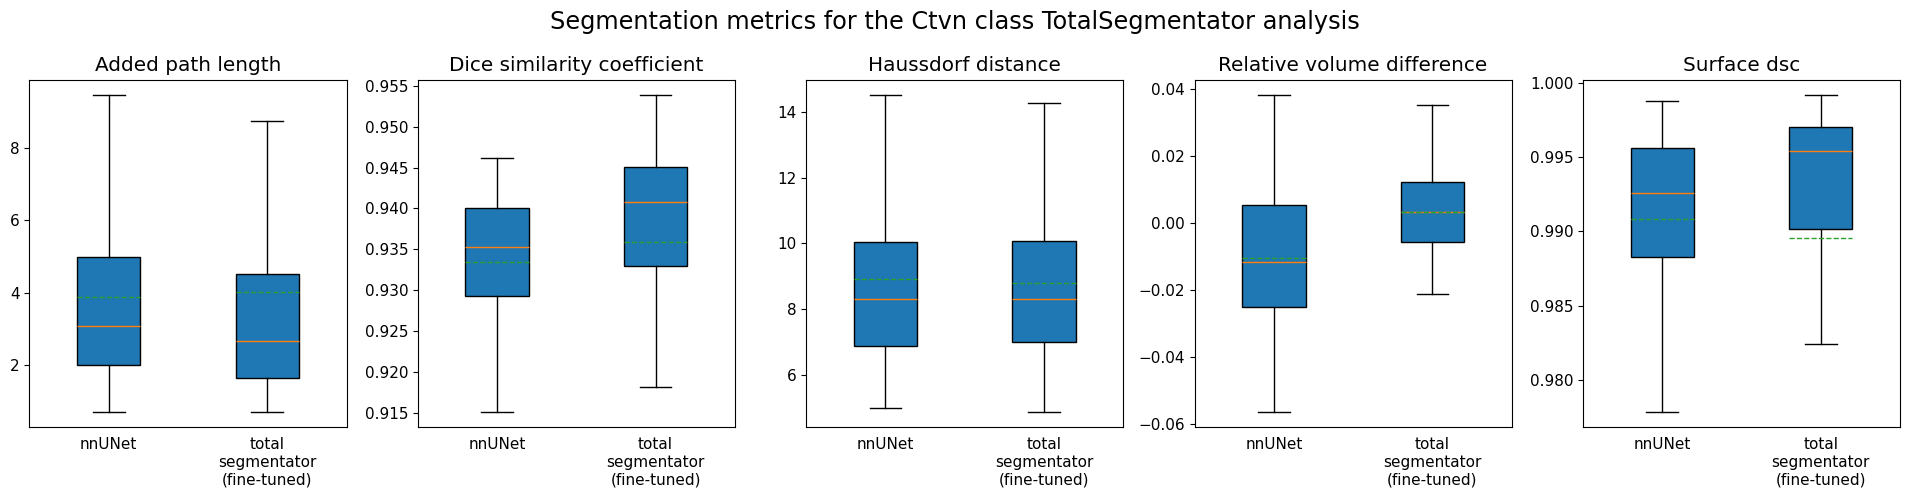 Segmentation metrics for the Ctvn class TotalSegmentator analysis
Added path length
8
6
4
2
nnUNet
total
segmentator
(fine-tuned)
Dice similarity coefficient
0.955
0.950
0.945
0.940
0.935
0.930
0.925
0.920
0.915
nnUNet
total
segmentator
(fine-tuned)
Haussdorf distance
14
12
10
8
6
nnUNet
total
segmentator
(fine-tuned)
Relative volume difference
0.04
0.02
0.00
−0.02
−0.04
−0.06
nnUNet
total
segmentator
(fine-tuned)
Surface dsc
1.000
0.995
0.990
0.985
0.980
nnUNet
total
segmentator
(fine-tuned)